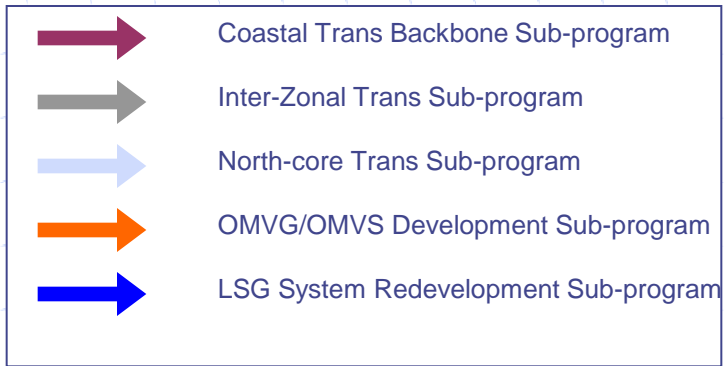 Coastal Trans Backbone Sub-program
Inter-Zonal Trans Sub-program
North-core Trans Sub-program
OMVG/OMVS Development Sub-program
LSG System Redevelopment Sub-program